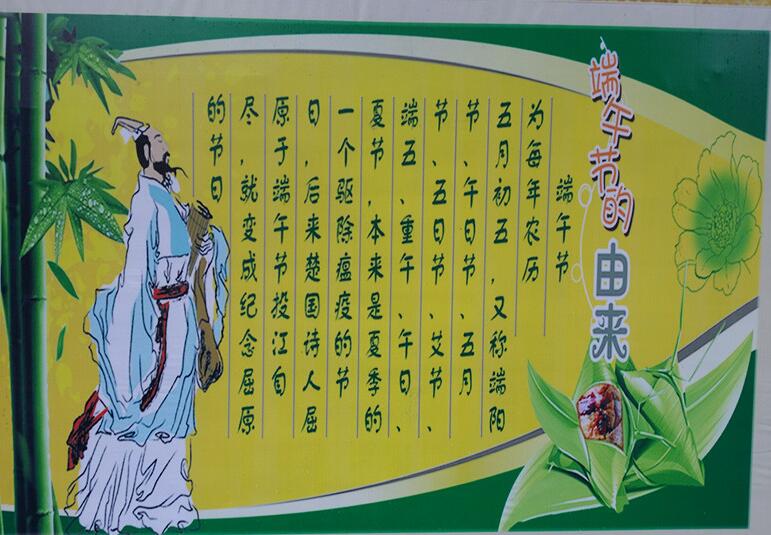 端午节的
由来
端午节
为每年农历
五月初五，又称端阳
节、午日节、五月
节、五日节、艾节、
端五、重午、午日、
夏节，本来是夏季的
一个驱除瘟疫的节
日，后来楚国诗人屈
原于端午节投江自
尽，就变成纪念屈原
的节日